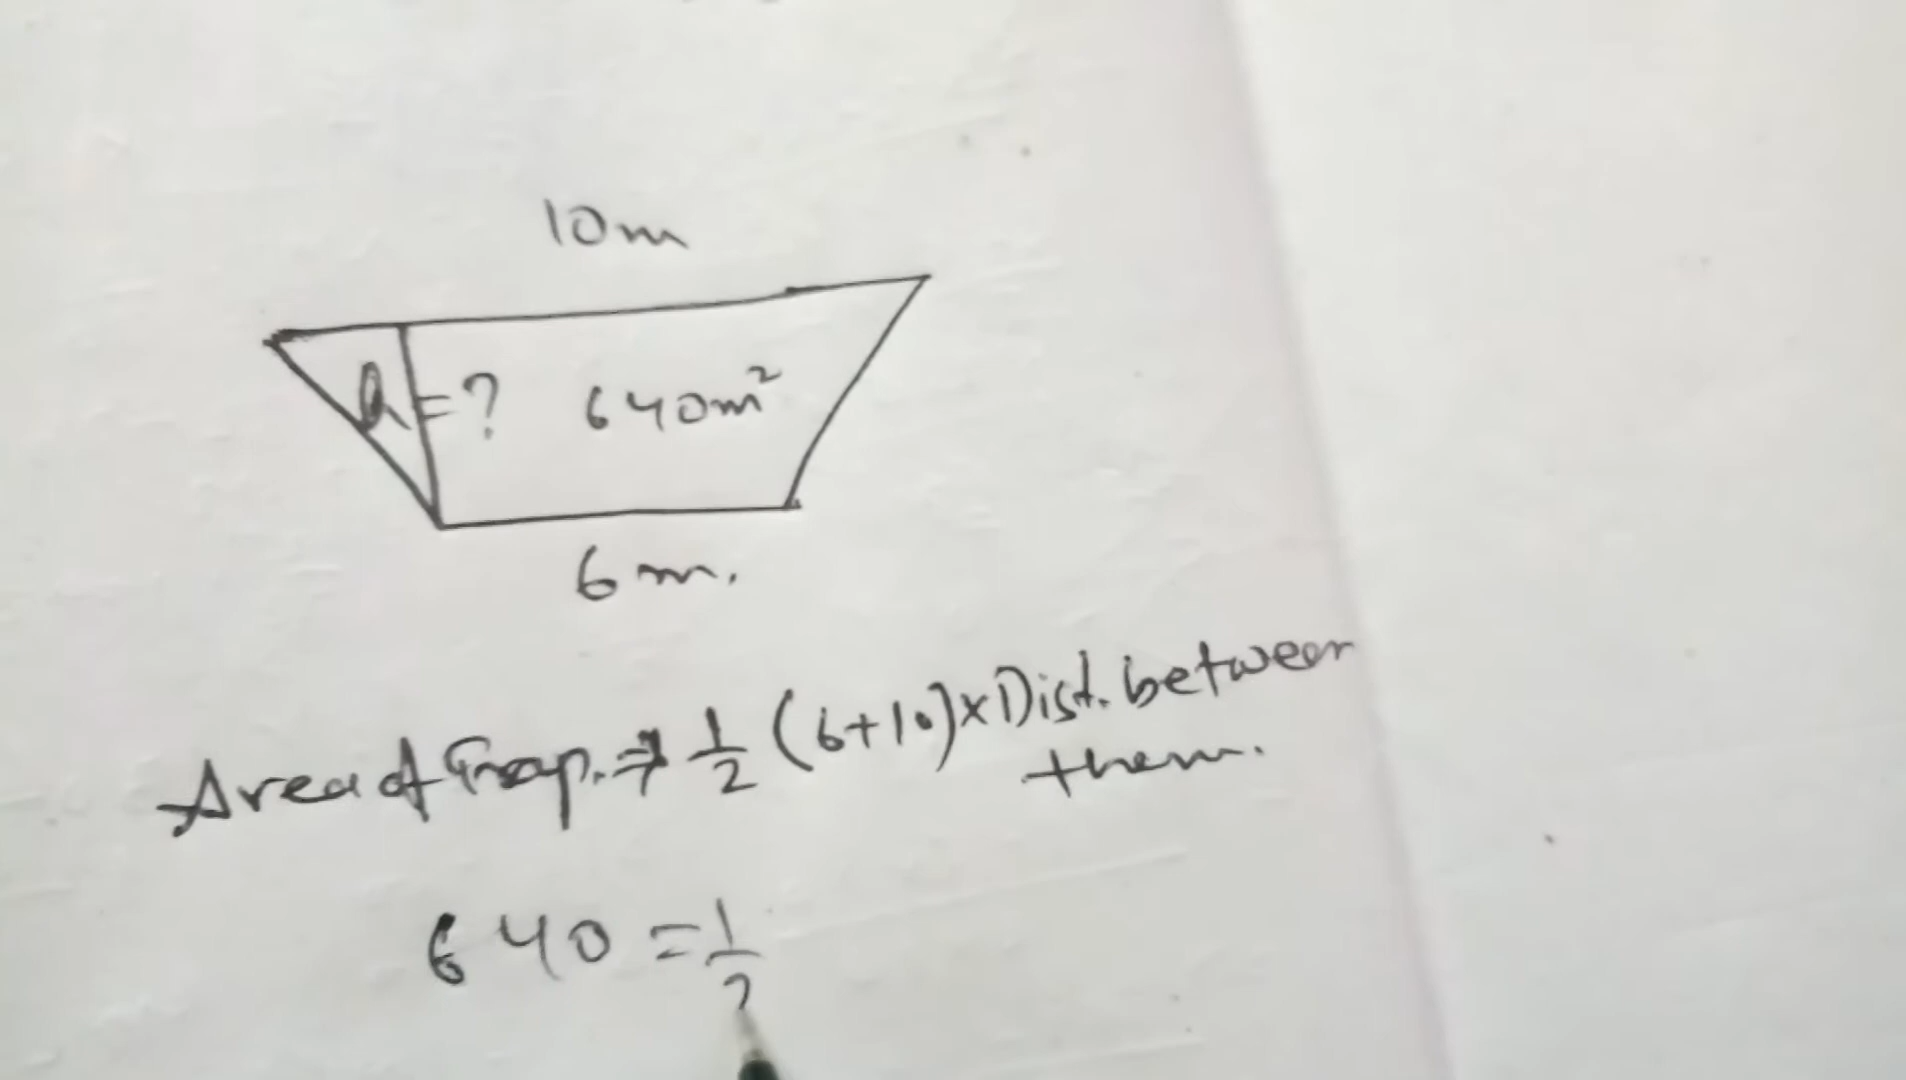 10m
h=? 640m²
6m.
Area of Trap. ⇒ 1/2 (6+10)×Dist. between
them.
640 = 1/2